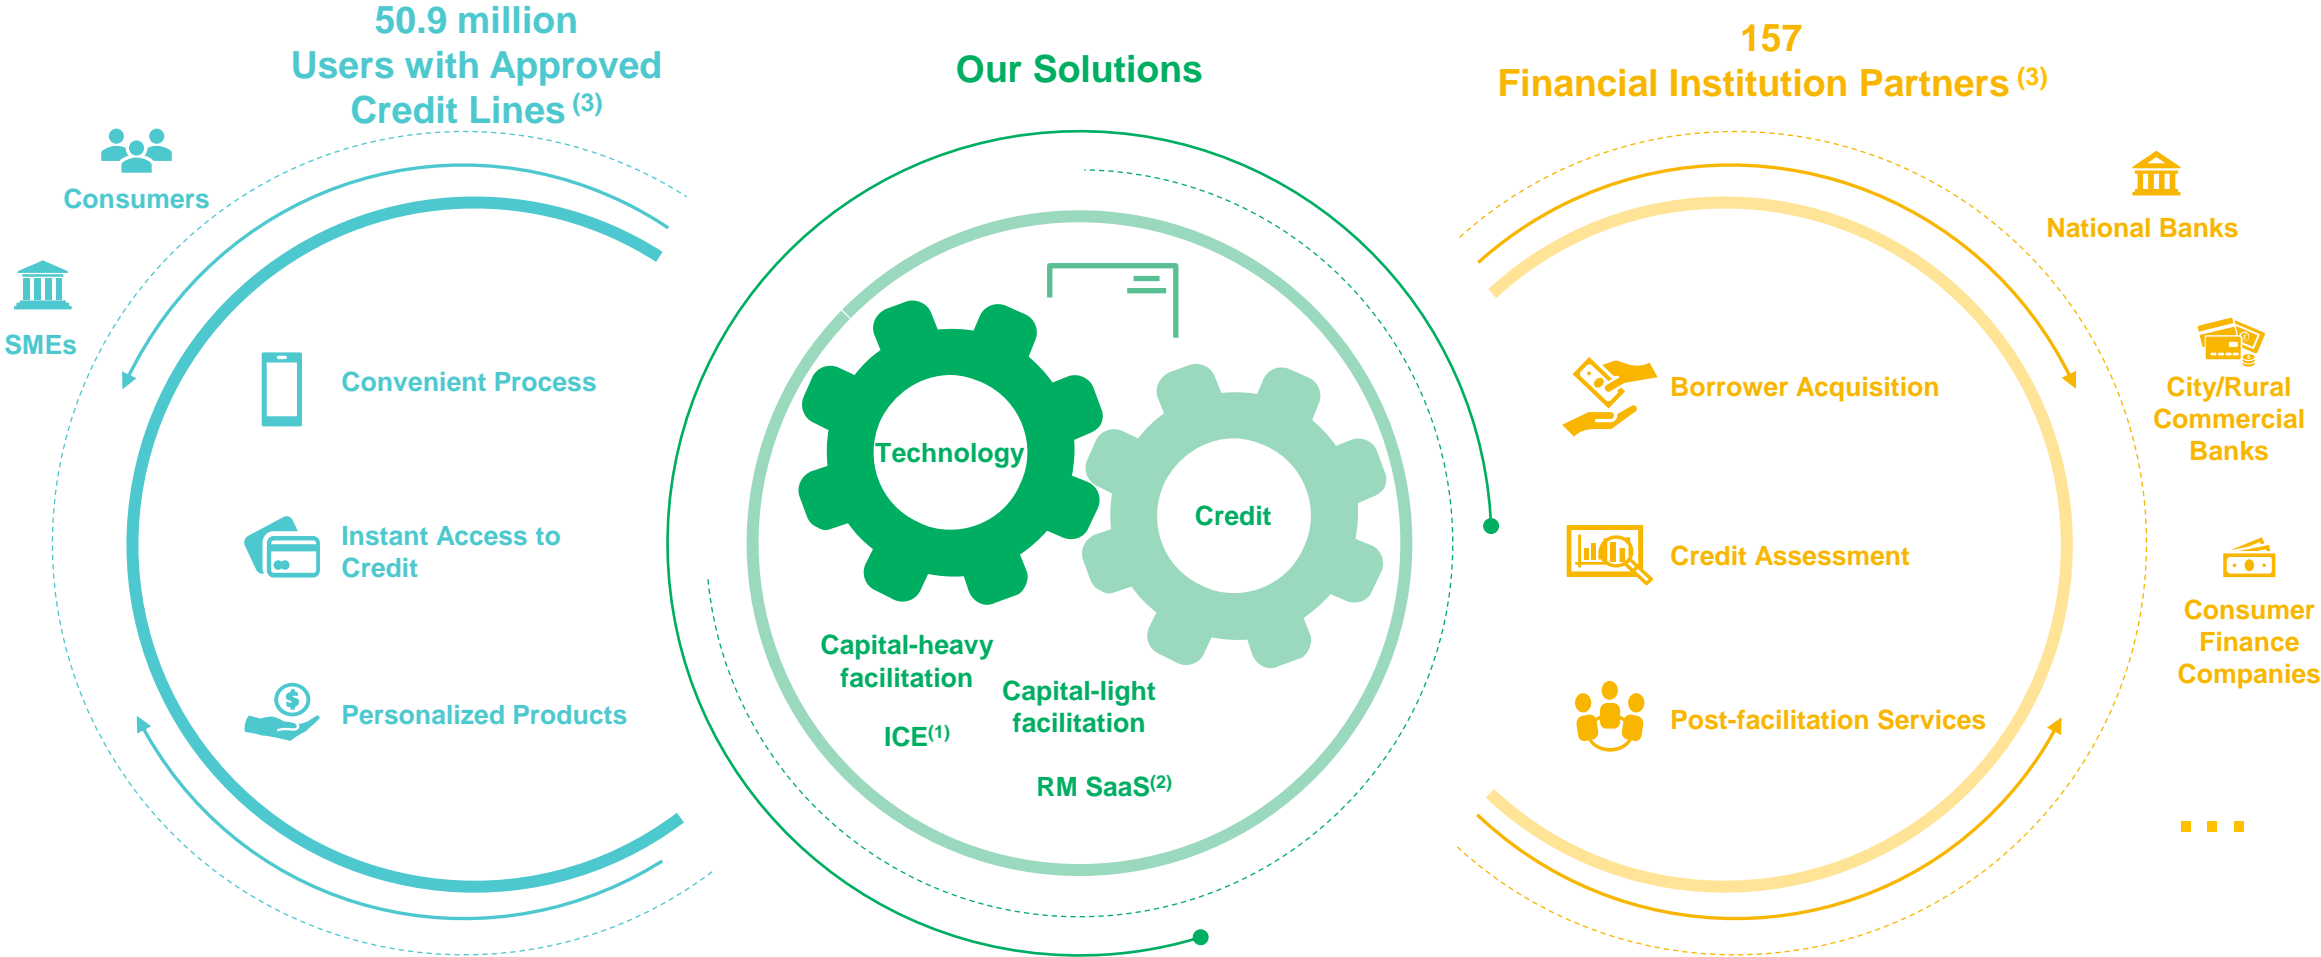 50.9 million
Users with Approved
Credit Lines (3)
Consumers
SMEs
Convenient Process
Instant Access to
Credit
Personalized Products
Our Solutions
Technology
Credit
Capital-heavy
facilitation
Capital-light
facilitation
ICE(1)
RM SaaS(2)
157
Financial Institution Partners (3)
Borrower Acquisition
Credit Assessment
Post-facilitation Services
National Banks
City/Rural
Commercial
Banks
Consumer
Finance
Companies
...